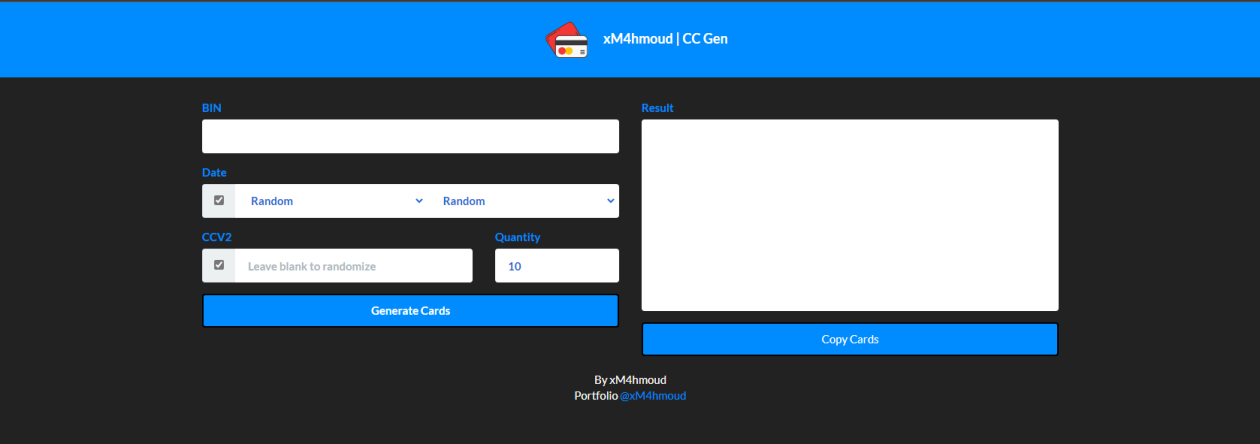 xM4hmoud | CC Gen
BIN
Date
Random
Random
CCV2
Leave blank to randomize
Quantity
10
Generate Cards
Result
Copy Cards
By xM4hmoud
Portfolio @xM4hmoud